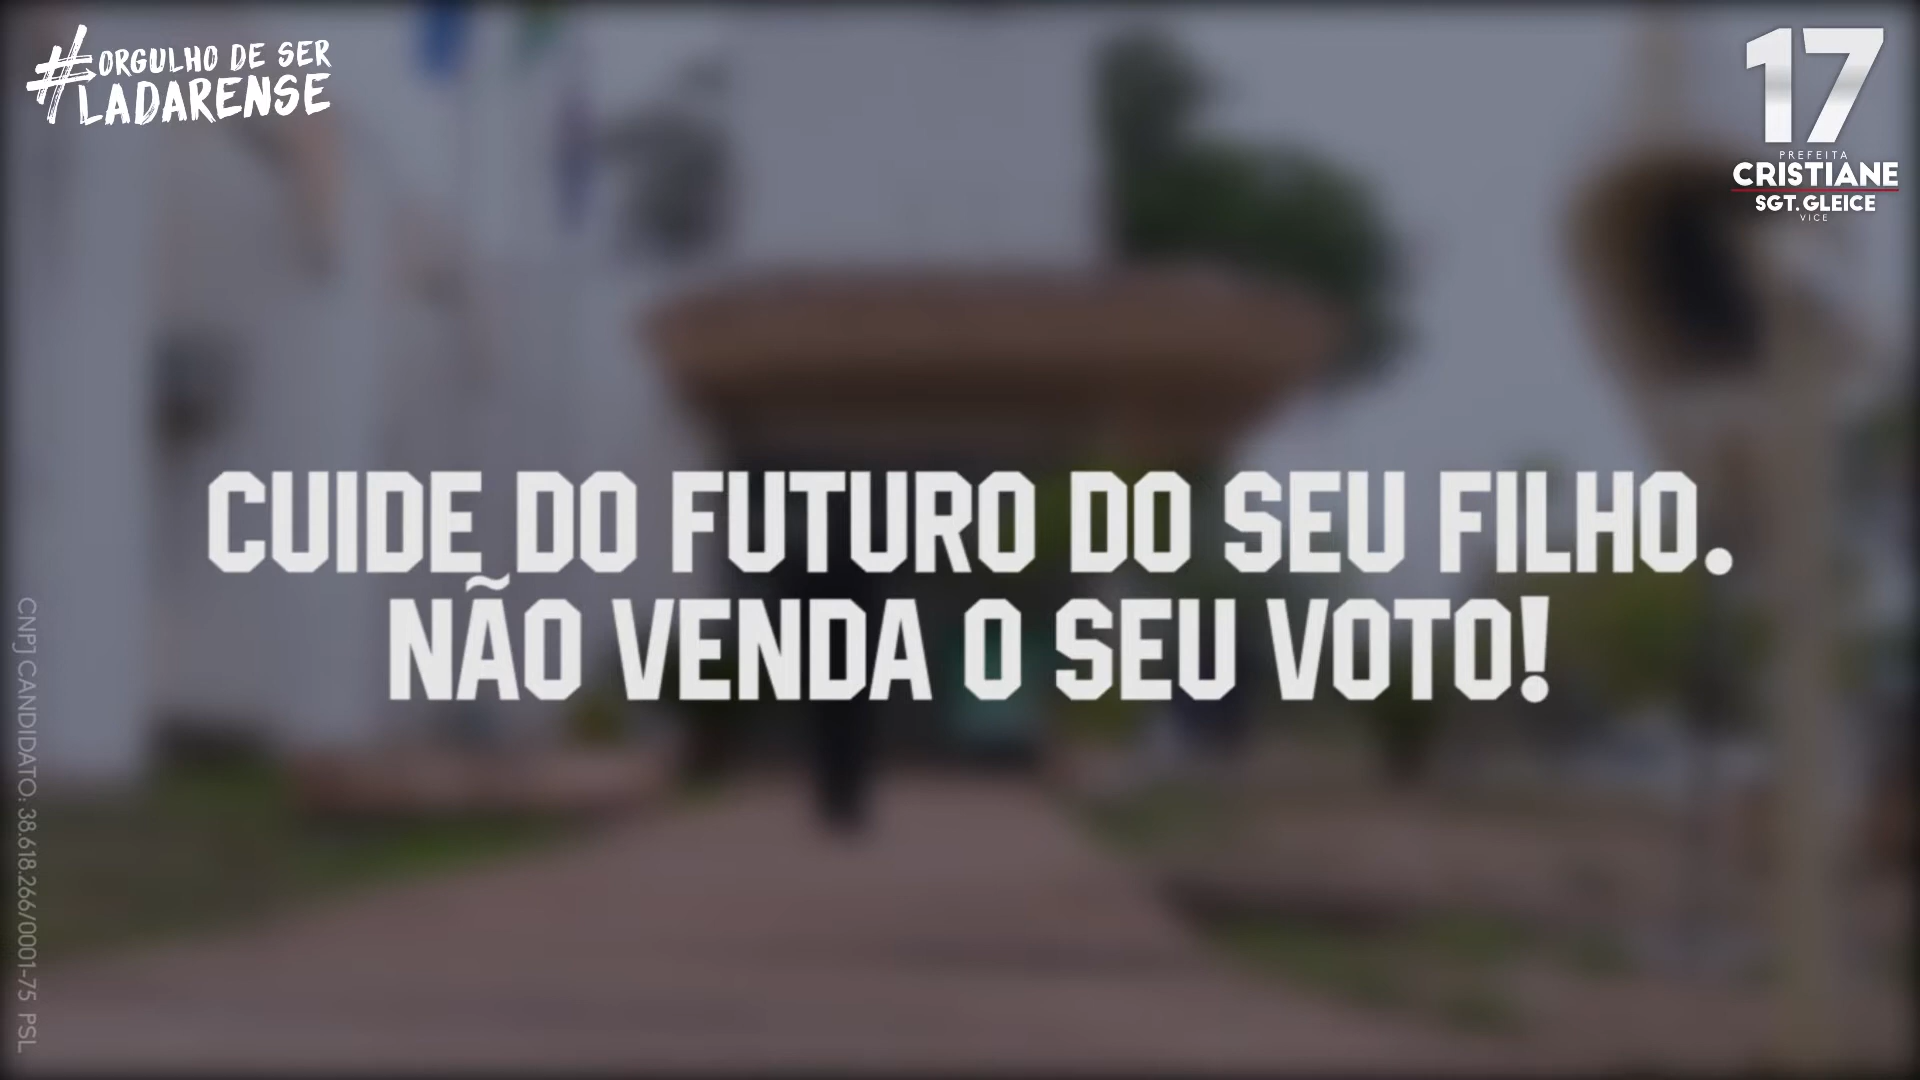 #ORGULHO DE SER
LADARENSE
17
PREFEITA
CRISTIANE
SGT. GLEICE
VICE
CUIDE DO FUTURO DO SEU FILHO.
NÃO VENDA O SEU VOTO!
CNPJ CANDIDATO: 38.618.266/0001-75 PSL